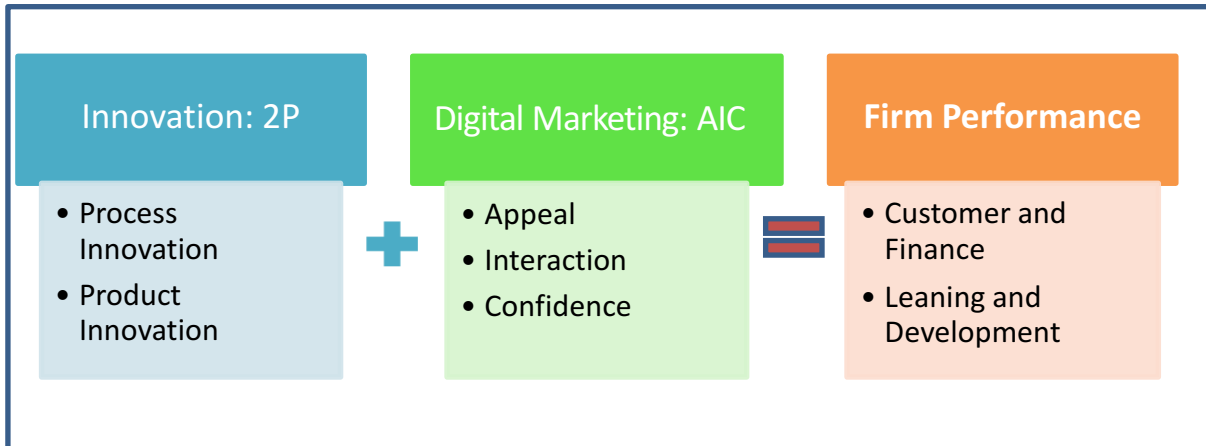 Innovation: 2P
• Process
Innovation
• Product
Innovation
Digital Marketing: AIC
• Appeal
• Interaction
• Confidence
Firm Performance
• Customer and
Finance
• Leaning and
Development